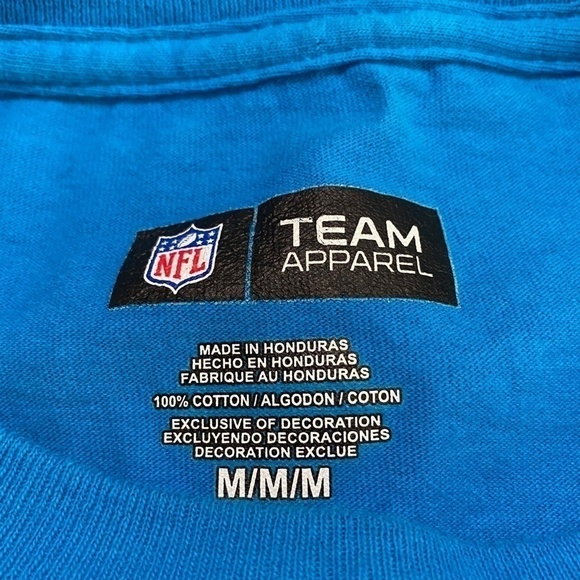 NFL
TEAM
APPAREL
MADE IN HONDURAS
HECHO EN HONDURAS
FABRIQUE AU HONDURAS
100% COTTON / ALGODON / COTON
EXCLUSIVE OF DECORATION
EXCLUYENDO DECORACIONES
DECORATION EXCLUE
M/M/M